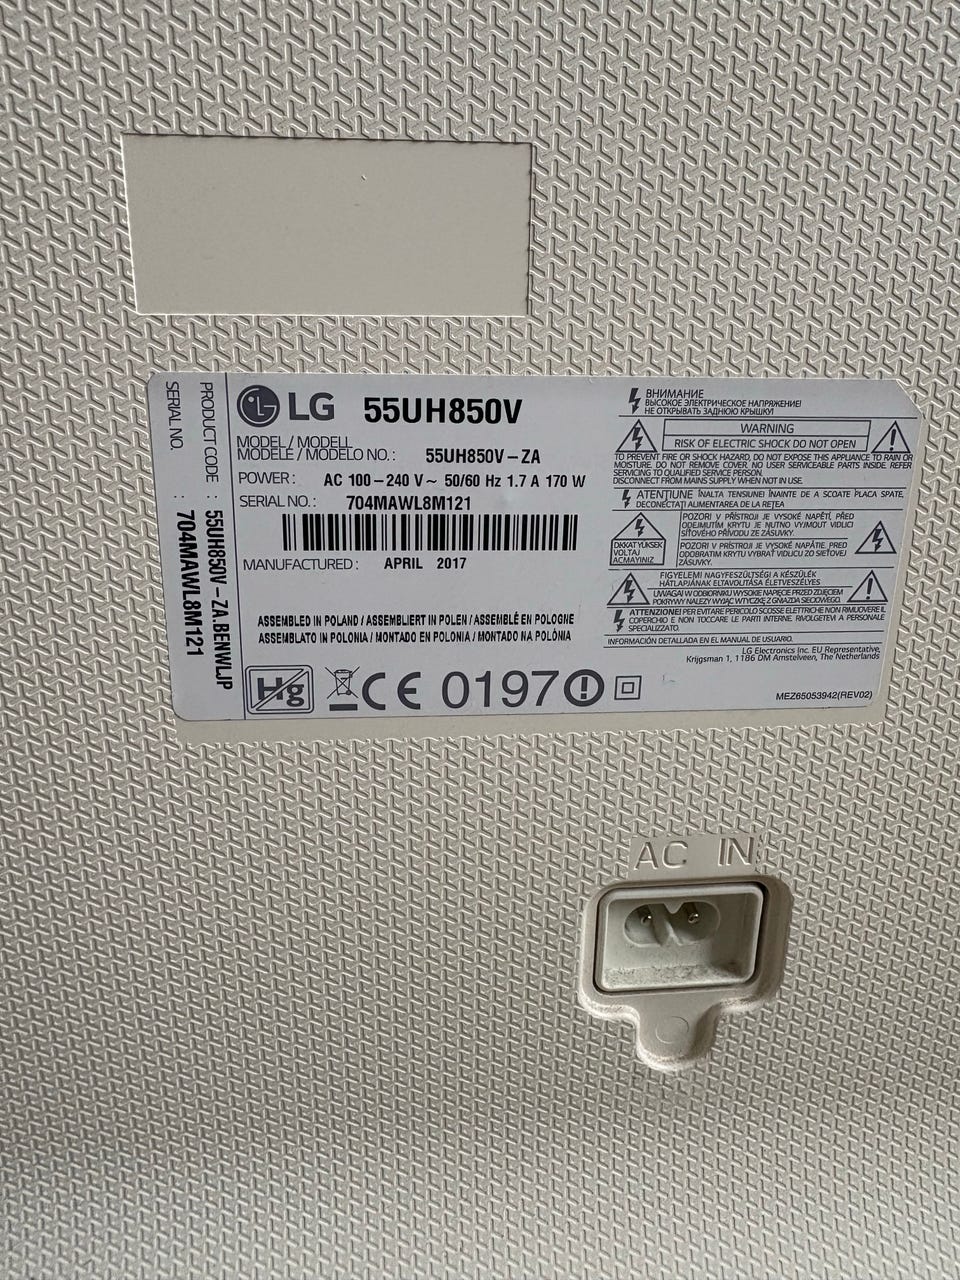 LG 55UH850V
MODEL / MODELL
MODÈLE / MODELO NO. : 55UH850V-ZA
POWER : AC 100-240 V~ 50/60 Hz 1.7 A 170 W
SERIAL NO. : 704MAWL8M121
MANUFACTURED : APRIL 2017
ASSEMBLED IN POLAND / ASSEMBLIERT IN POLEN / ASSEMBLÉ EN POLOGNE
ASSEMBLATO IN POLONIA / MONTADO EN POLONIA / MONTADO NA POLÓNIA
Hg CE 0197
PRODUCT CODE : 55UH850V-ZA.BENWLJP
SERIAL NO. : 704MAWL8M121
ВНИМАНИЕ
ВЫСОКОЕ ЭЛЕКТРИЧЕСКОЕ НАПРЯЖЕНИЕ!
НЕ ОТКРЫВАТЬ ЗАДНЮЮ КРЫШКУ!
WARNING
RISK OF ELECTRIC SHOCK DO NOT OPEN
TO PREVENT FIRE OR SHOCK HAZARD, DO NOT EXPOSE THIS APPLIANCE TO RAIN OR
MOISTURE. DO NOT REMOVE COVER. NO USER SERVICEABLE PARTS INSIDE. REFER
SERVICING TO QUALIFIED SERVICE PERSON.
DISCONNECT FROM MAINS SUPPLY WHEN NOT IN USE.
ATENŢIUNE ÎNALTA TENSIUNE! ÎNAINTE DE A SCOATE PLACA SPATE,
DECONECTAŢI ALIMENTAREA DE LA REŢEA
DKKAT YÜKSEK
VOLTAJ
AÇMAYINIZ
POZOR! V PŘÍSTROJI JE VYSOKÉ NAPĚTÍ, PŘED
ODEJMUTÍM KRYTU JE NUTNO VYJMOUT VIDLICI
SÍŤOVÉHO PŘÍVODU ZE ZÁSUVKY.
POZOR! V PRÍSTROJI JE VYSOKÉ NAPÄTIE. PRED
ODOBRATÍM KRYTU VYBRAŤ VIDLICU ZO SIEŤOVEJ
ZÁSUVKY.
FIGYELEM! NAGYFESZÜLTSÉG! A KÉSZÜLÉK
HÁTLAPJÁNAK ELTÁVOLÍTÁSA ÉLETVESZÉLYES
UWAGA! W ODBIORNIKU WYSOKIE NAPIĘCIE PRZED ZDJĘCIEM
POKRYWY NALEŻY WYJĄĆ WTYCZKĘ Z GNIAZDA SIECIOWEGO.
ATTENZIONE! PER EVITARE PERICOLO SCOSSE ELETTRICHE NON RIMUOVERE IL
COPERCHIO E NON TOCCARE LE PARTI INTERNE. RIVOLGETEVI A PERSONALE
SPECIALIZZATO.
INFORMACIÓN DETALLADA EN EL MANUAL DE USUARIO.
LG Electronics Inc. EU Representative,
Krijgsman 1, 1186 DM Amstelveen, The Netherlands
MEZ65053942(REV02)
AC IN